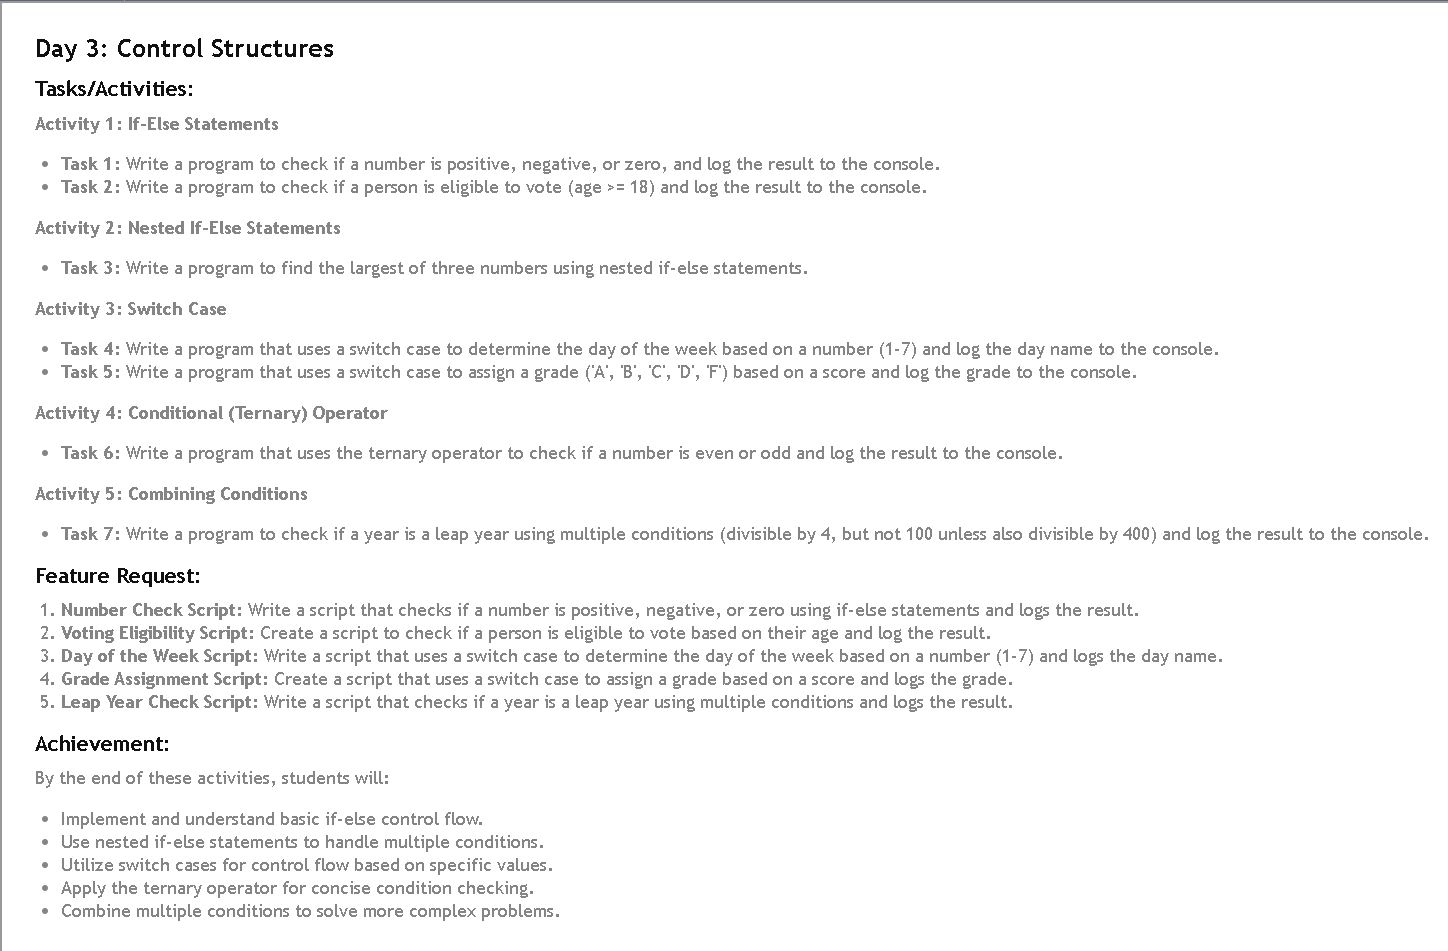 Day 3: Control Structures
Tasks/Activities:
Activity 1: If-Else Statements
• Task 1: Write a program to check if a number is positive, negative, or zero, and log the result to the console.
• Task 2: Write a program to check if a person is eligible to vote (age >= 18) and log the result to the console.
Activity 2: Nested If-Else Statements
• Task 3: Write a program to find the largest of three numbers using nested if-else statements.
Activity 3: Switch Case
• Task 4: Write a program that uses a switch case to determine the day of the week based on a number (1-7) and log the day name to the console.
• Task 5: Write a program that uses a switch case to assign a grade ('A', 'B', 'C', 'D', 'F') based on a score and log the grade to the console.
Activity 4: Conditional (Ternary) Operator
• Task 6: Write a program that uses the ternary operator to check if a number is even or odd and log the result to the console.
Activity 5: Combining Conditions
• Task 7: Write a program to check if a year is a leap year using multiple conditions (divisible by 4, but not 100 unless also divisible by 400) and log the result to the console.
Feature Request:
1. Number Check Script: Write a script that checks if a number is positive, negative, or zero using if-else statements and logs the result.
2. Voting Eligibility Script: Create a script to check if a person is eligible to vote based on their age and log the result.
3. Day of the Week Script: Write a script that uses a switch case to determine the day of the week based on a number (1-7) and logs the day name.
4. Grade Assignment Script: Create a script that uses a switch case to assign a grade based on a score and logs the grade.
5. Leap Year Check Script: Write a script that checks if a year is a leap year using multiple conditions and logs the result.
Achievement:
By the end of these activities, students will:
• Implement and understand basic if-else control flow.
• Use nested if-else statements to handle multiple conditions.
• Utilize switch cases for control flow based on specific values.
• Apply the ternary operator for concise condition checking.
• Combine multiple conditions to solve more complex problems.